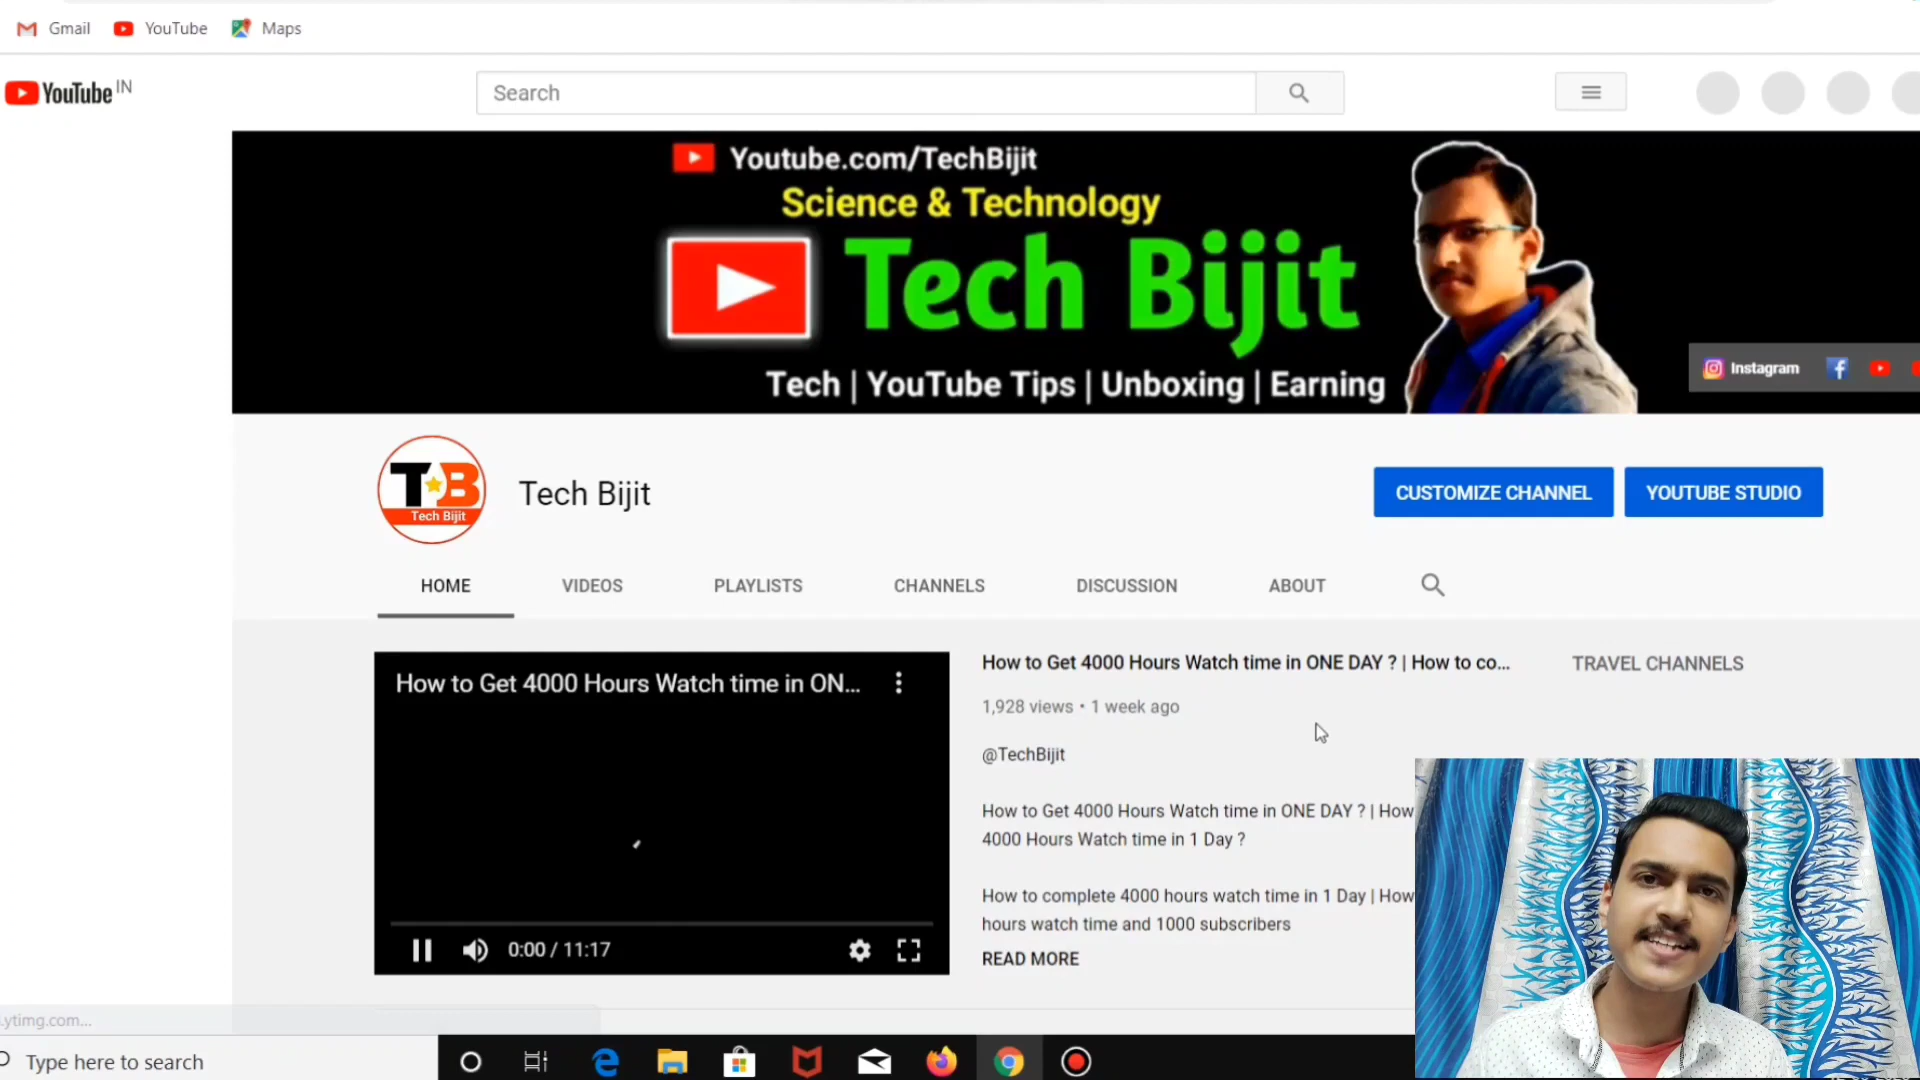 Gmail YouTube Maps
YouTube IN
Search
Youtube.com/TechBijit
Science & Technology
Tech Bijit
Tech | YouTube Tips | Unboxing | Earning
Instagram
TB
Tech Bijit
Tech Bijit
CUSTOMIZE CHANNEL YOUTUBE STUDIO
HOME VIDEOS PLAYLISTS CHANNELS DISCUSSION ABOUT
How to Get 4000 Hours Watch time in ON...
0:00 / 11:17
How to Get 4000 Hours Watch time in ONE DAY ? | How to co...
1,928 views • 1 week ago
@TechBijit
How to Get 4000 Hours Watch time in ONE DAY ? | How
4000 Hours Watch time in 1 Day ?
How to complete 4000 hours watch time in 1 Day | How
hours watch time and 1000 subscribers
READ MORE
TRAVEL CHANNELS
.ytimg.com...
Type here to search